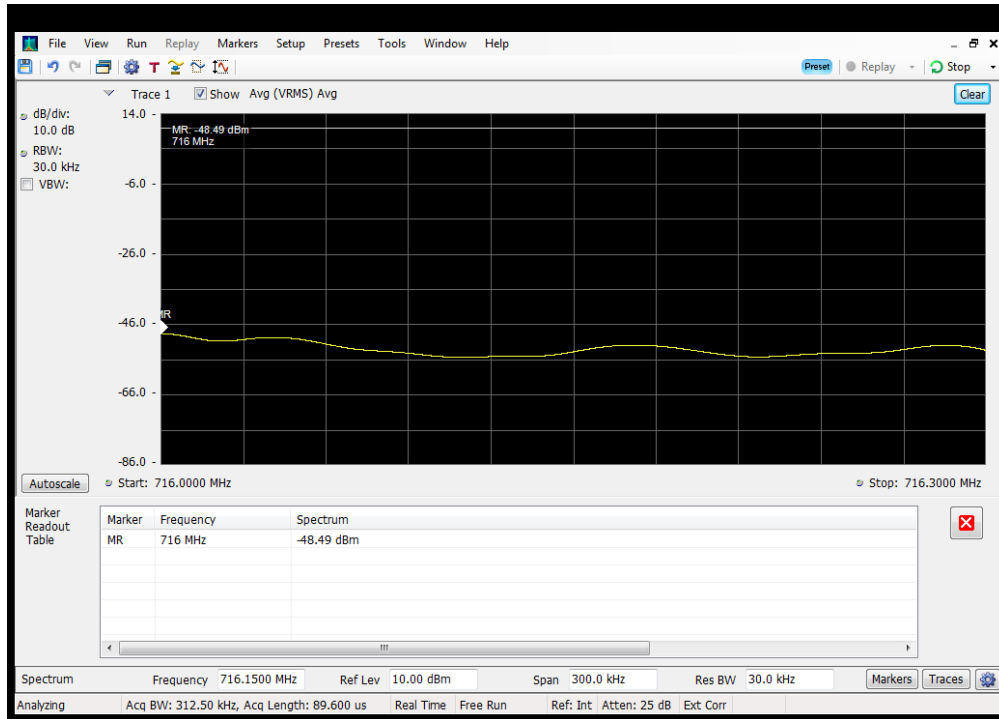 File View Run Replay Markers Setup Presets Tools Window Help
T Preset Replay Stop
Trace 1 Show Avg (VRMS) Avg Clear
dB/div:
10.0 dB
RBW:
30.0 kHz
VBW:
14.0
-6.0
-26.0
-46.0
-66.0
-86.0
MR: -48.49 dBm
716 MHz
MR
Autoscale Start: 716.0000 MHz Stop: 716.3000 MHz
Marker
Readout
Table
Marker Frequency Spectrum
MR 716 MHz -48.49 dBm
Spectrum Frequency 716.1500 MHz Ref Lev 10.00 dBm Span 300.0 kHz Res BW 30.0 kHz Markers Traces
Analyzing Acq BW: 312.50 kHz, Acq Length: 89.600 us Real Time Free Run Ref: Int Atten: 25 dB Ext Corr